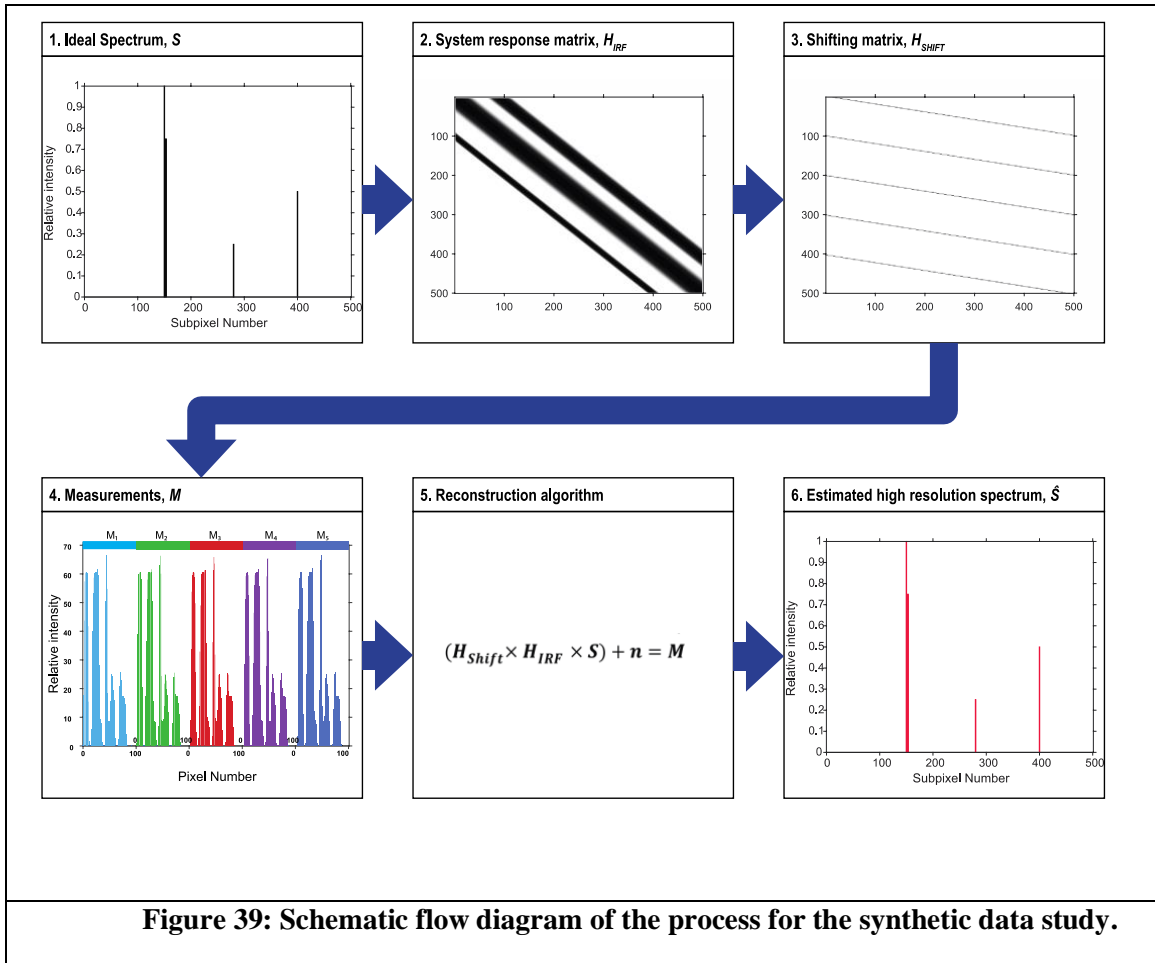 1. Ideal Spectrum, S
Relative intensity
1
0.9
0.8
0.7
0.6
0.5
0.4
0.3
0.2
0.1
0
0 100 200 300 400 500
Subpixel Number
2. System response matrix, H_IRF
100
200
300
400
500
100 200 300 400 500
3. Shifting matrix, H_SHIFT
100
200
300
400
500
100 200 300 400 500
4. Measurements, M
M₁ M₂ M₃ M₄ M₅
Relative intensity
70
60
50
40
30
20
10
0
0 100
0 100
0 100
0 100
0 100
Pixel Number
5. Reconstruction algorithm
(H_Shift × H_IRF × S) + n = M
6. Estimated high resolution spectrum, Ŝ
Relative intensity
1
0.9
0.8
0.7
0.6
0.5
0.4
0.3
0.2
0.1
0
0 100 200 300 400 500
Subpixel Number
Figure 39: Schematic flow diagram of the process for the synthetic data study.